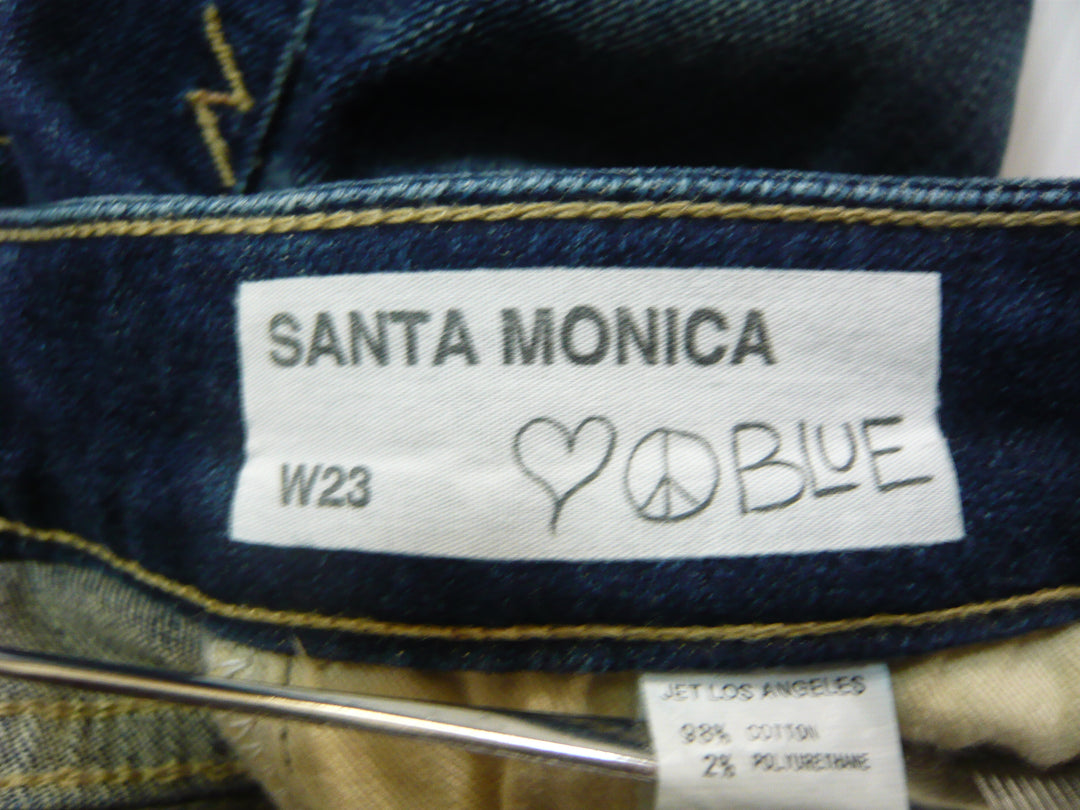 SANTA MONICA
W23
BLUE
JET LOS ANGELES
98% COTTON
2% POLYURETHANE